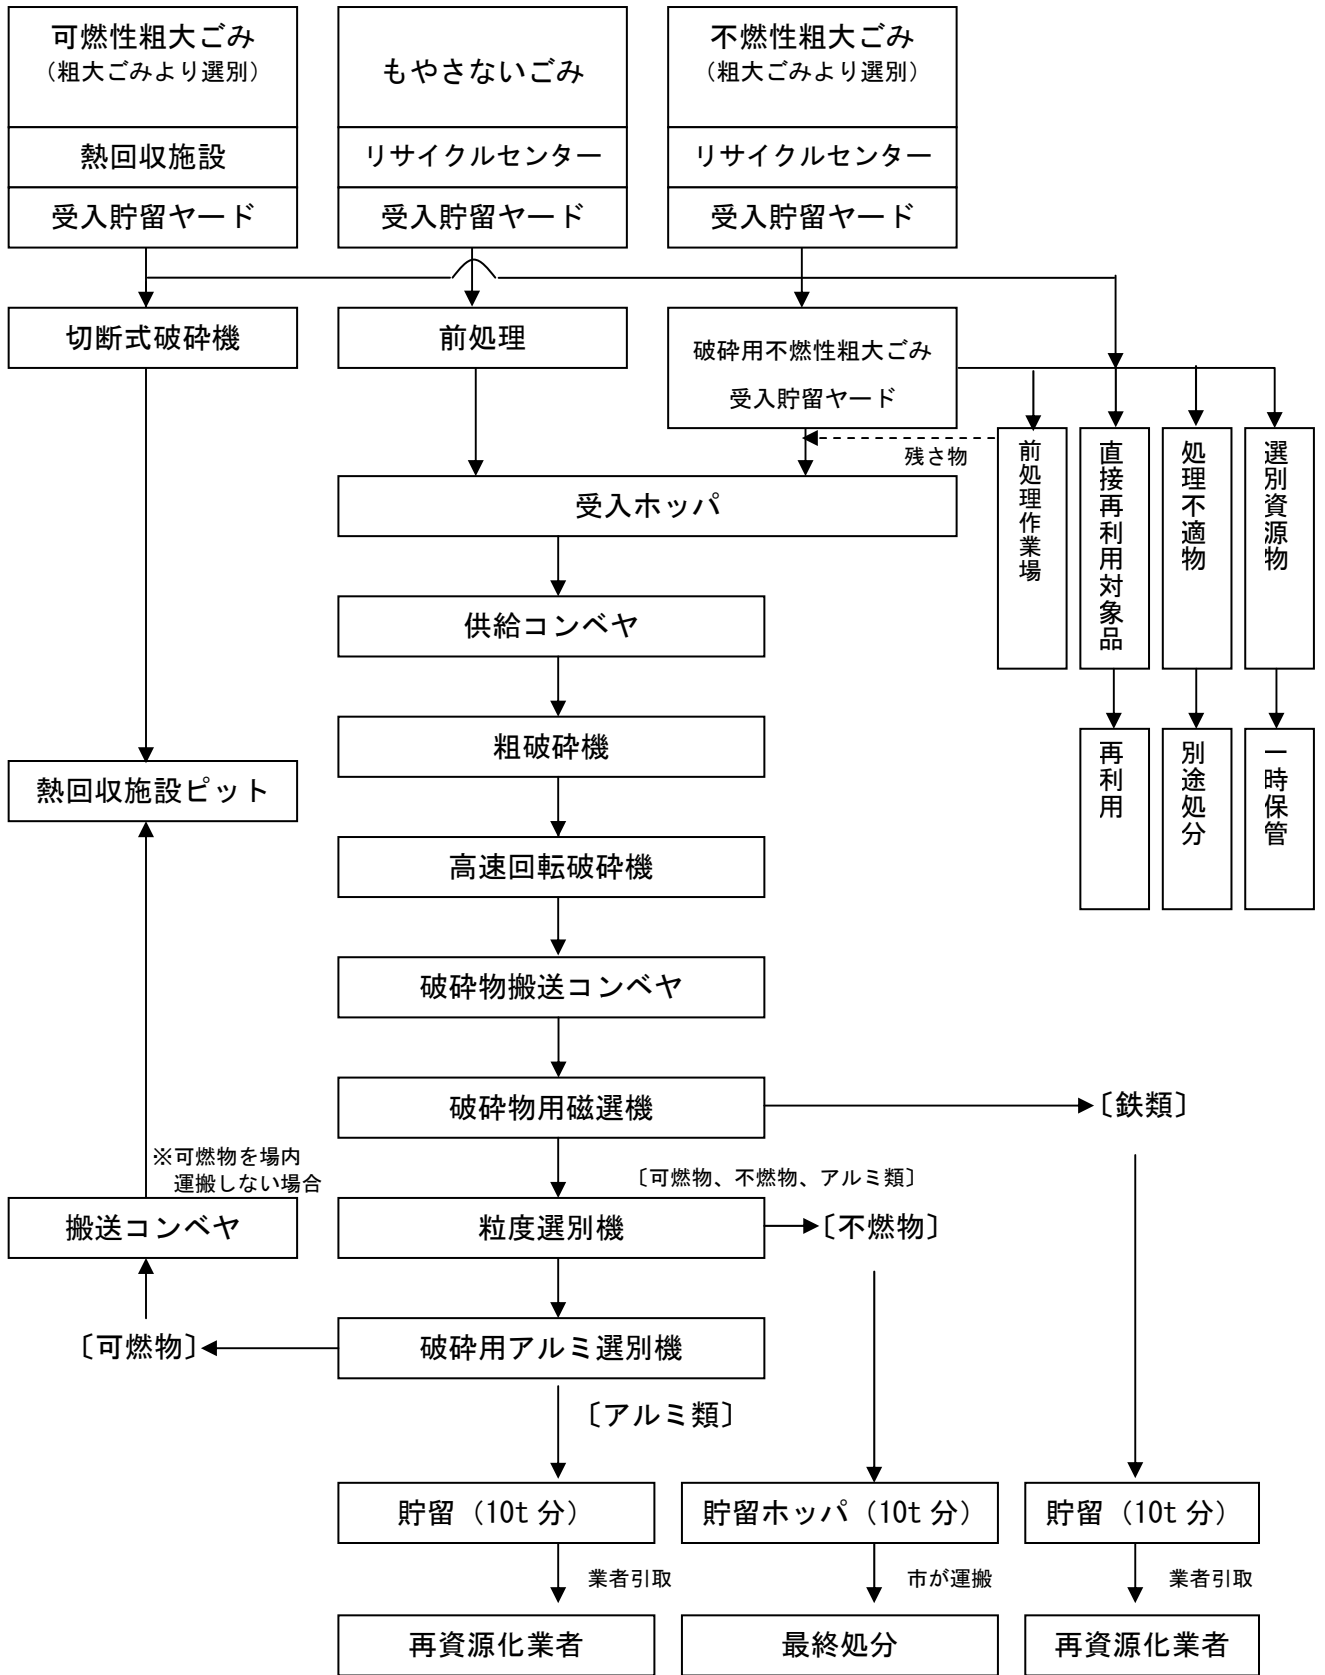 可燃性粗大ごみ
（粗大ごみより選別）
熱回収施設
受入貯留ヤード
もやさないごみ
リサイクルセンター
受入貯留ヤード
不燃性粗大ごみ
（粗大ごみより選別）
リサイクルセンター
受入貯留ヤード
切断式破砕機
前処理
破砕用不燃性粗大ごみ
受入貯留ヤード
残さ物
前処理作業場
直接再利用対象品
処理不適物
選別資源物
受入ホッパ
供給コンベヤ
粗破砕機
再利用
別途処分
一時保管
熱回収施設ピット
高速回転破砕機
破砕物搬送コンベヤ
破砕物用磁選機
〔鉄類〕
※可燃物を場内
運搬しない場合
〔可燃物、不燃物、アルミ類〕
搬送コンベヤ
粒度選別機
〔不燃物〕
〔可燃物〕
破砕用アルミ選別機
〔アルミ類〕
貯留（10t 分）
貯留ホッパ（10t 分）
貯留（10t 分）
業者引取
市が運搬
業者引取
再資源化業者
最終処分
再資源化業者